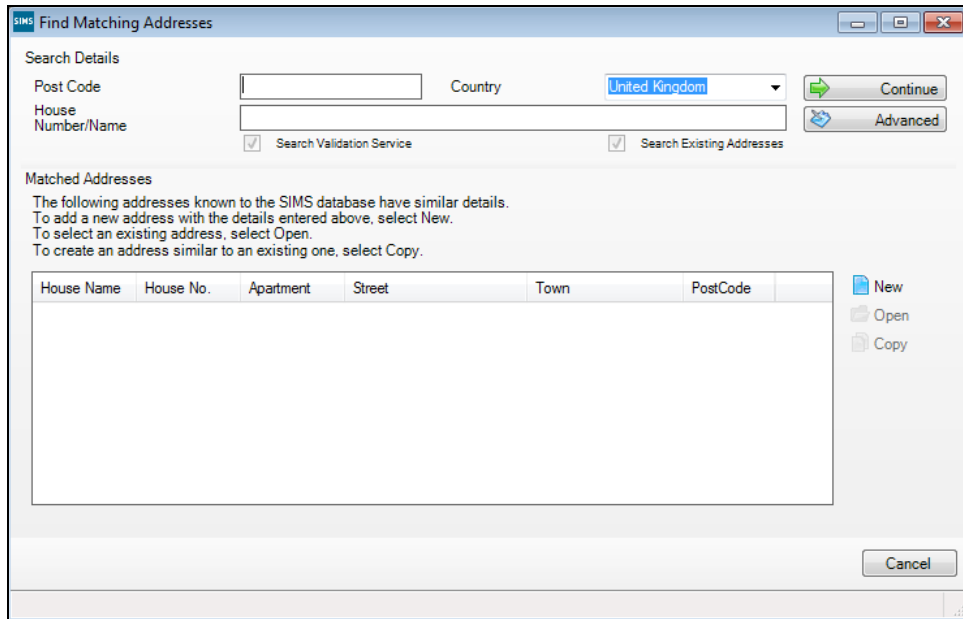 SIMS Find Matching Addresses
Search Details
Post Code Country United Kingdom Continue
House
Number/Name Advanced
Search Validation Service Search Existing Addresses
Matched Addresses
The following addresses known to the SIMS database have similar details.
To add a new address with the details entered above, select New.
To select an existing address, select Open.
To create an address similar to an existing one, select Copy.
House Name House No. Apartment Street Town PostCode New
Open
Copy
Cancel